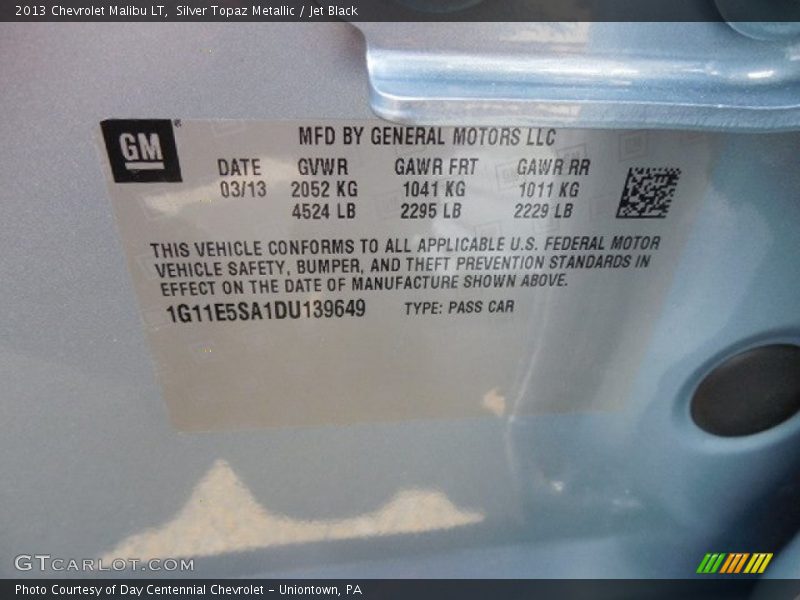 2013 Chevrolet Malibu LT,  Silver Topaz Metallic / Jet Black
GM
MFD BY GENERAL MOTORS LLC
DATE GVWR GAWR FRT GAWR RR
03/13 2052 KG 1041 KG 1011 KG
4524 LB 2295 LB 2229 LB
THIS VEHICLE CONFORMS TO ALL APPLICABLE U.S. FEDERAL MOTOR
VEHICLE SAFETY, BUMPER, AND THEFT PREVENTION STANDARDS IN
EFFECT ON THE DATE OF MANUFACTURE SHOWN ABOVE.
1G11E5SA1DU139649 TYPE: PASS CAR
GTCARLOT.COM
Photo Courtesy of Day Centennial Chevrolet - Uniontown, PA